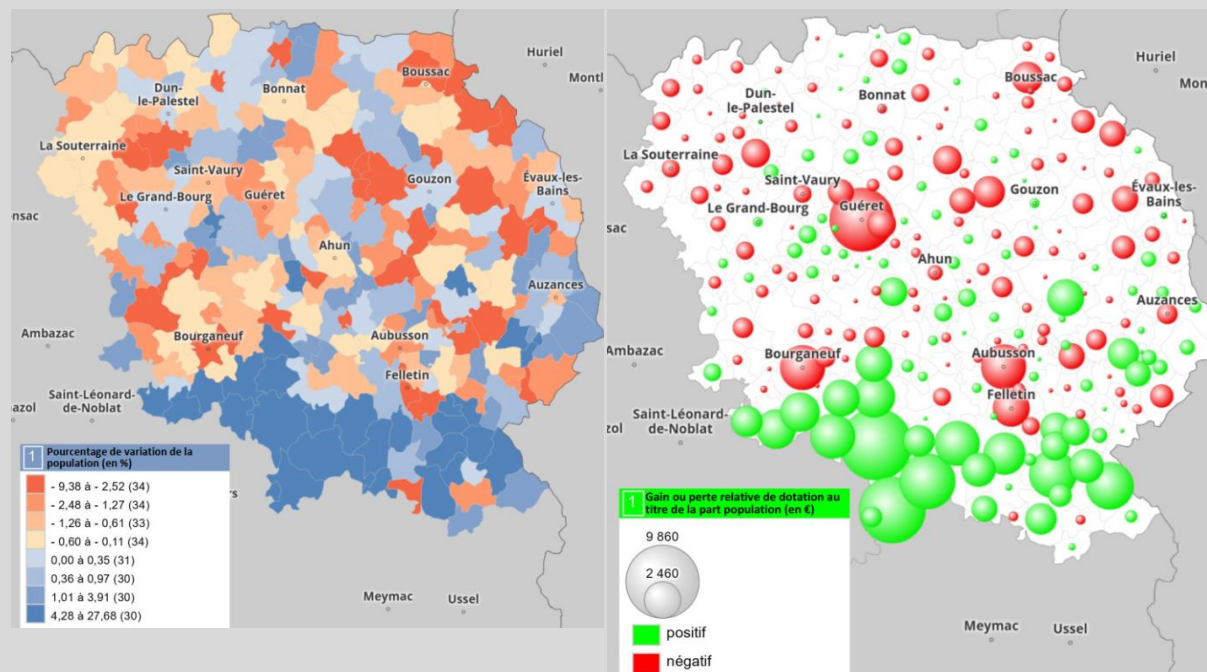 Huriel
Montl
Boussac
Dun-
le-Palestel
Bonnat
La Souterraine
Saint-Vaury
Gouzon
Évaux-les-
Bains
Le Grand-Bourg
Guéret
onsac
Ahun
Auzances
Ambazac
Bourganeuf
Aubusson
Felletin
Saint-Léonard-
de-Noblat
azol
1 Pourcentage de variation de la
population (en %)
- 9,38 à - 2,52 (34)
- 2,48 à - 1,27 (34)
- 1,26 à - 0,61 (33)
- 0,60 à - 0,11 (34)
0,00 à 0,35 (31)
0,36 à 0,97 (30)
1,01 à 3,91 (30)
4,28 à 27,68 (30)
rs
Meymac
Ussel
Huriel
Montl
Boussac
Dun-
le-Palestel
Bonnat
La Souterraine
Saint-Vaury
Gouzon
Évaux-les-
Bains
Le Grand-Bourg
Guéret
sac
Ahun
Auzances
Ambazac
Bourganeuf
Aubusson
Felletin
Saint-Léonard-
de-Noblat
zol
1 Gain ou perte relative de dotation au
titre de la part population (en €)
9 860
2 460
positif
négatif
Meymac
Ussel